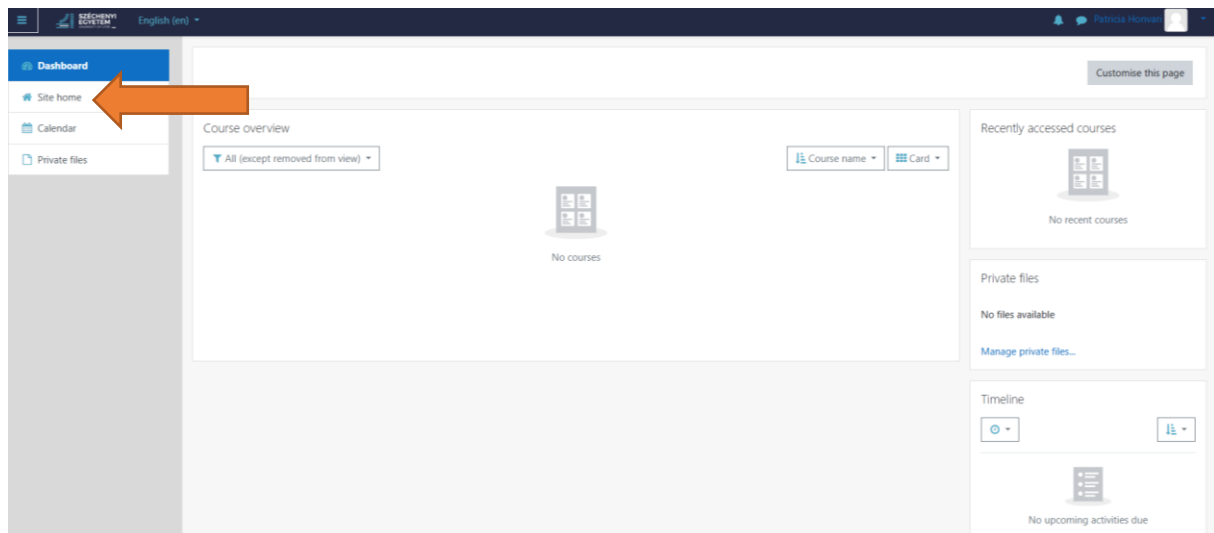 SZÉCHENYI
EGYETEM
English (en)
Patricia Honvari
Dashboard
Site home
Calendar
Private files
Customise this page
Course overview
All (except removed from view)
Course name
Card
No courses
Recently accessed courses
No recent courses
Private files
No files available
Manage private files...
Timeline
No upcoming activities due